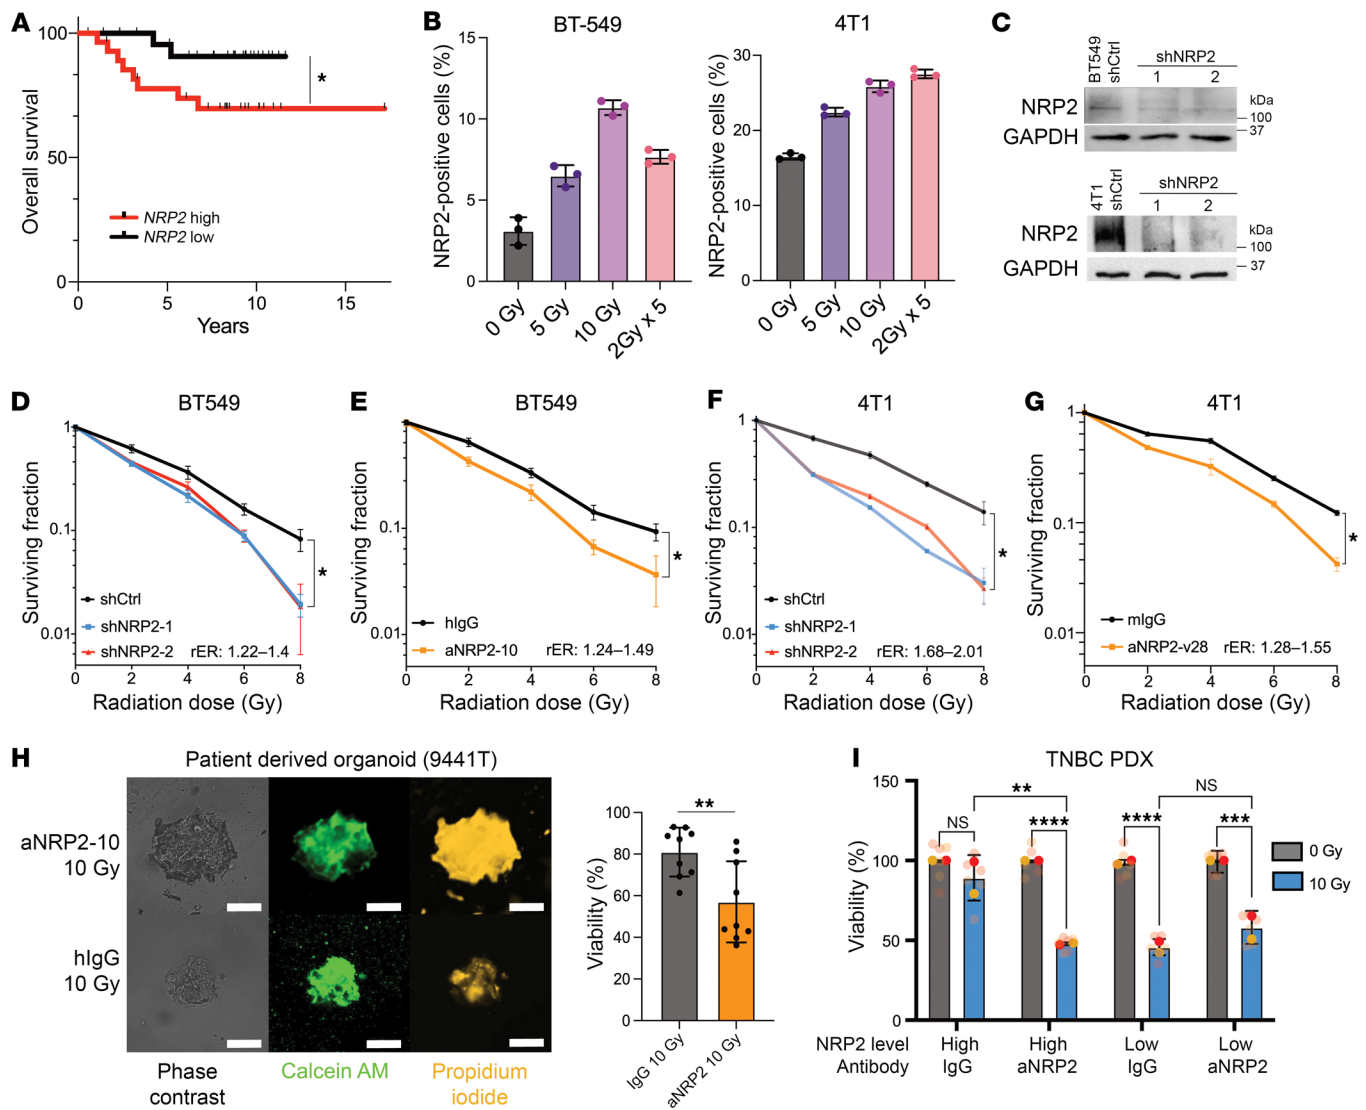 A
100
50
0
Overall survival
NRP2 high
NRP2 low
0 5 10 15
Years
*
B
BT-549
NRP2-positive cells (%)
15
10
5
0
0 Gy
5 Gy
10 Gy
2Gy x 5
4T1
NRP2-positive cells (%)
30
20
10
0
0 Gy
5 Gy
10 Gy
2Gy x 5
C
BT549
shCtrl
shNRP2
1 2
NRP2
GAPDH
kDa
100
37
4T1
shCtrl
shNRP2
1 2
NRP2
GAPDH
kDa
100
37
D
BT549
Surviving fraction
1
0.1
0.01
shCtrl
shNRP2-1
shNRP2-2
rER: 1.22–1.4
*
0 2 4 6 8
Radiation dose (Gy)
E
BT549
Surviving fraction
1
0.1
0.01
hIgG
aNRP2-10
rER: 1.24–1.49
*
0 2 4 6 8
Radiation dose (Gy)
F
4T1
Surviving fraction
1
0.1
0.01
shCtrl
shNRP2-1
shNRP2-2
rER: 1.68–2.01
*
0 2 4 6 8
Radiation dose (Gy)
G
4T1
Surviving fraction
1
0.1
0.01
mIgG
aNRP2-v28
rER: 1.28–1.55
*
0 2 4 6 8
Radiation dose (Gy)
H
Patient derived organoid (9441T)
aNRP2-10
10 Gy
hIgG
10 Gy
Phase
contrast
Calcein AM
Propidium
iodide
Viability (%)
100
80
60
40
20
0
**
IgG 10 Gy
aNRP2 10 Gy
I
TNBC PDX
Viability (%)
150
100
50
0
NS
**
****
****
NS
***
0 Gy
10 Gy
NRP2 level High High Low Low
Antibody IgG aNRP2 IgG aNRP2